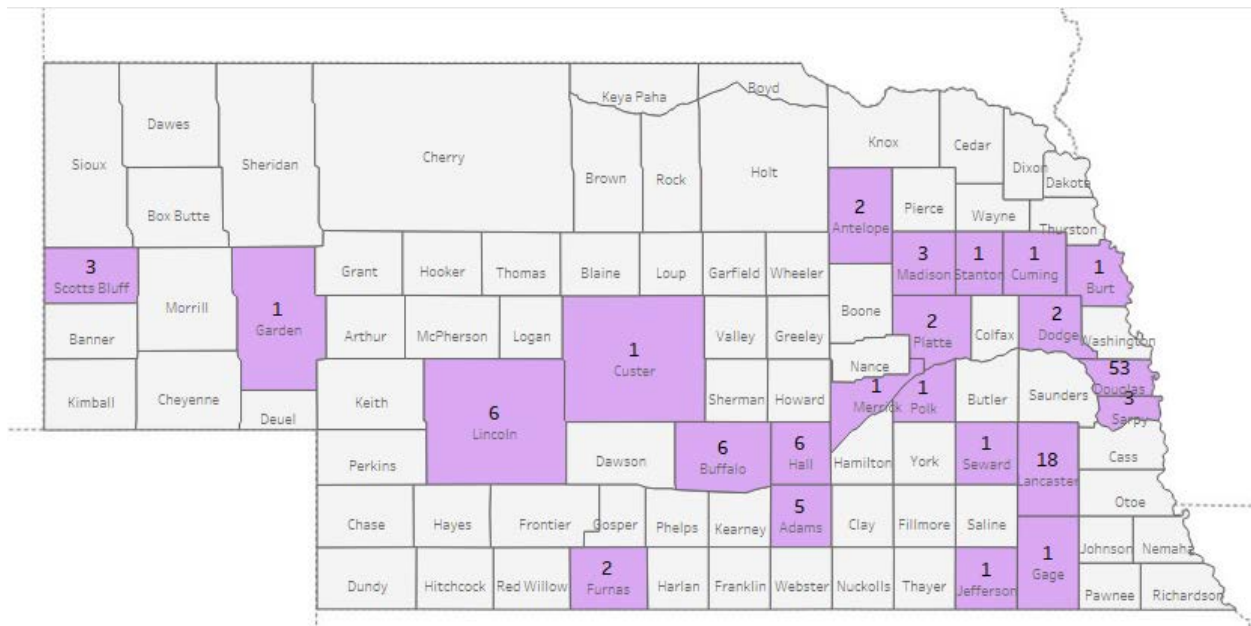 Keya Paha
Boyd
Dawes
Sioux
Sheridan
Cherry
Knox
Cedar
Dixon
Dakota
Brown
Rock
Holt
Box Butte
2
Antelope
Pierce
Wayne
Thurston
3
Scotts Bluff
Morrill
1
Garden
Grant
Hooker
Thomas
Blaine
Loup
Garfield
Wheeler
3
Madison
1
Stanton
1
Cuming
1
Burt
Banner
Arthur
McPherson
Logan
1
Custer
Valley
Greeley
Boone
2
Platte
Colfax
2
Dodge
Washington
Kimball
Cheyenne
Deuel
Keith
6
Lincoln
Sherman
Howard
Nance
1
Merrick
1
Polk
Butler
Saunders
53
Douglas
3
Sarpy
Perkins
Dawson
6
Buffalo
6
Hall
Hamilton
York
1
Seward
18
Lancaster
Cass
Otoe
Chase
Hayes
Frontier
Gosper
Phelps
Kearney
5
Adams
Clay
Fillmore
Saline
Dundy
Hitchcock
Red Willow
2
Furnas
Harlan
Franklin
Webster
Nuckolls
Thayer
1
Jefferson
1
Gage
Johnson
Nemaha
Pawnee
Richardson